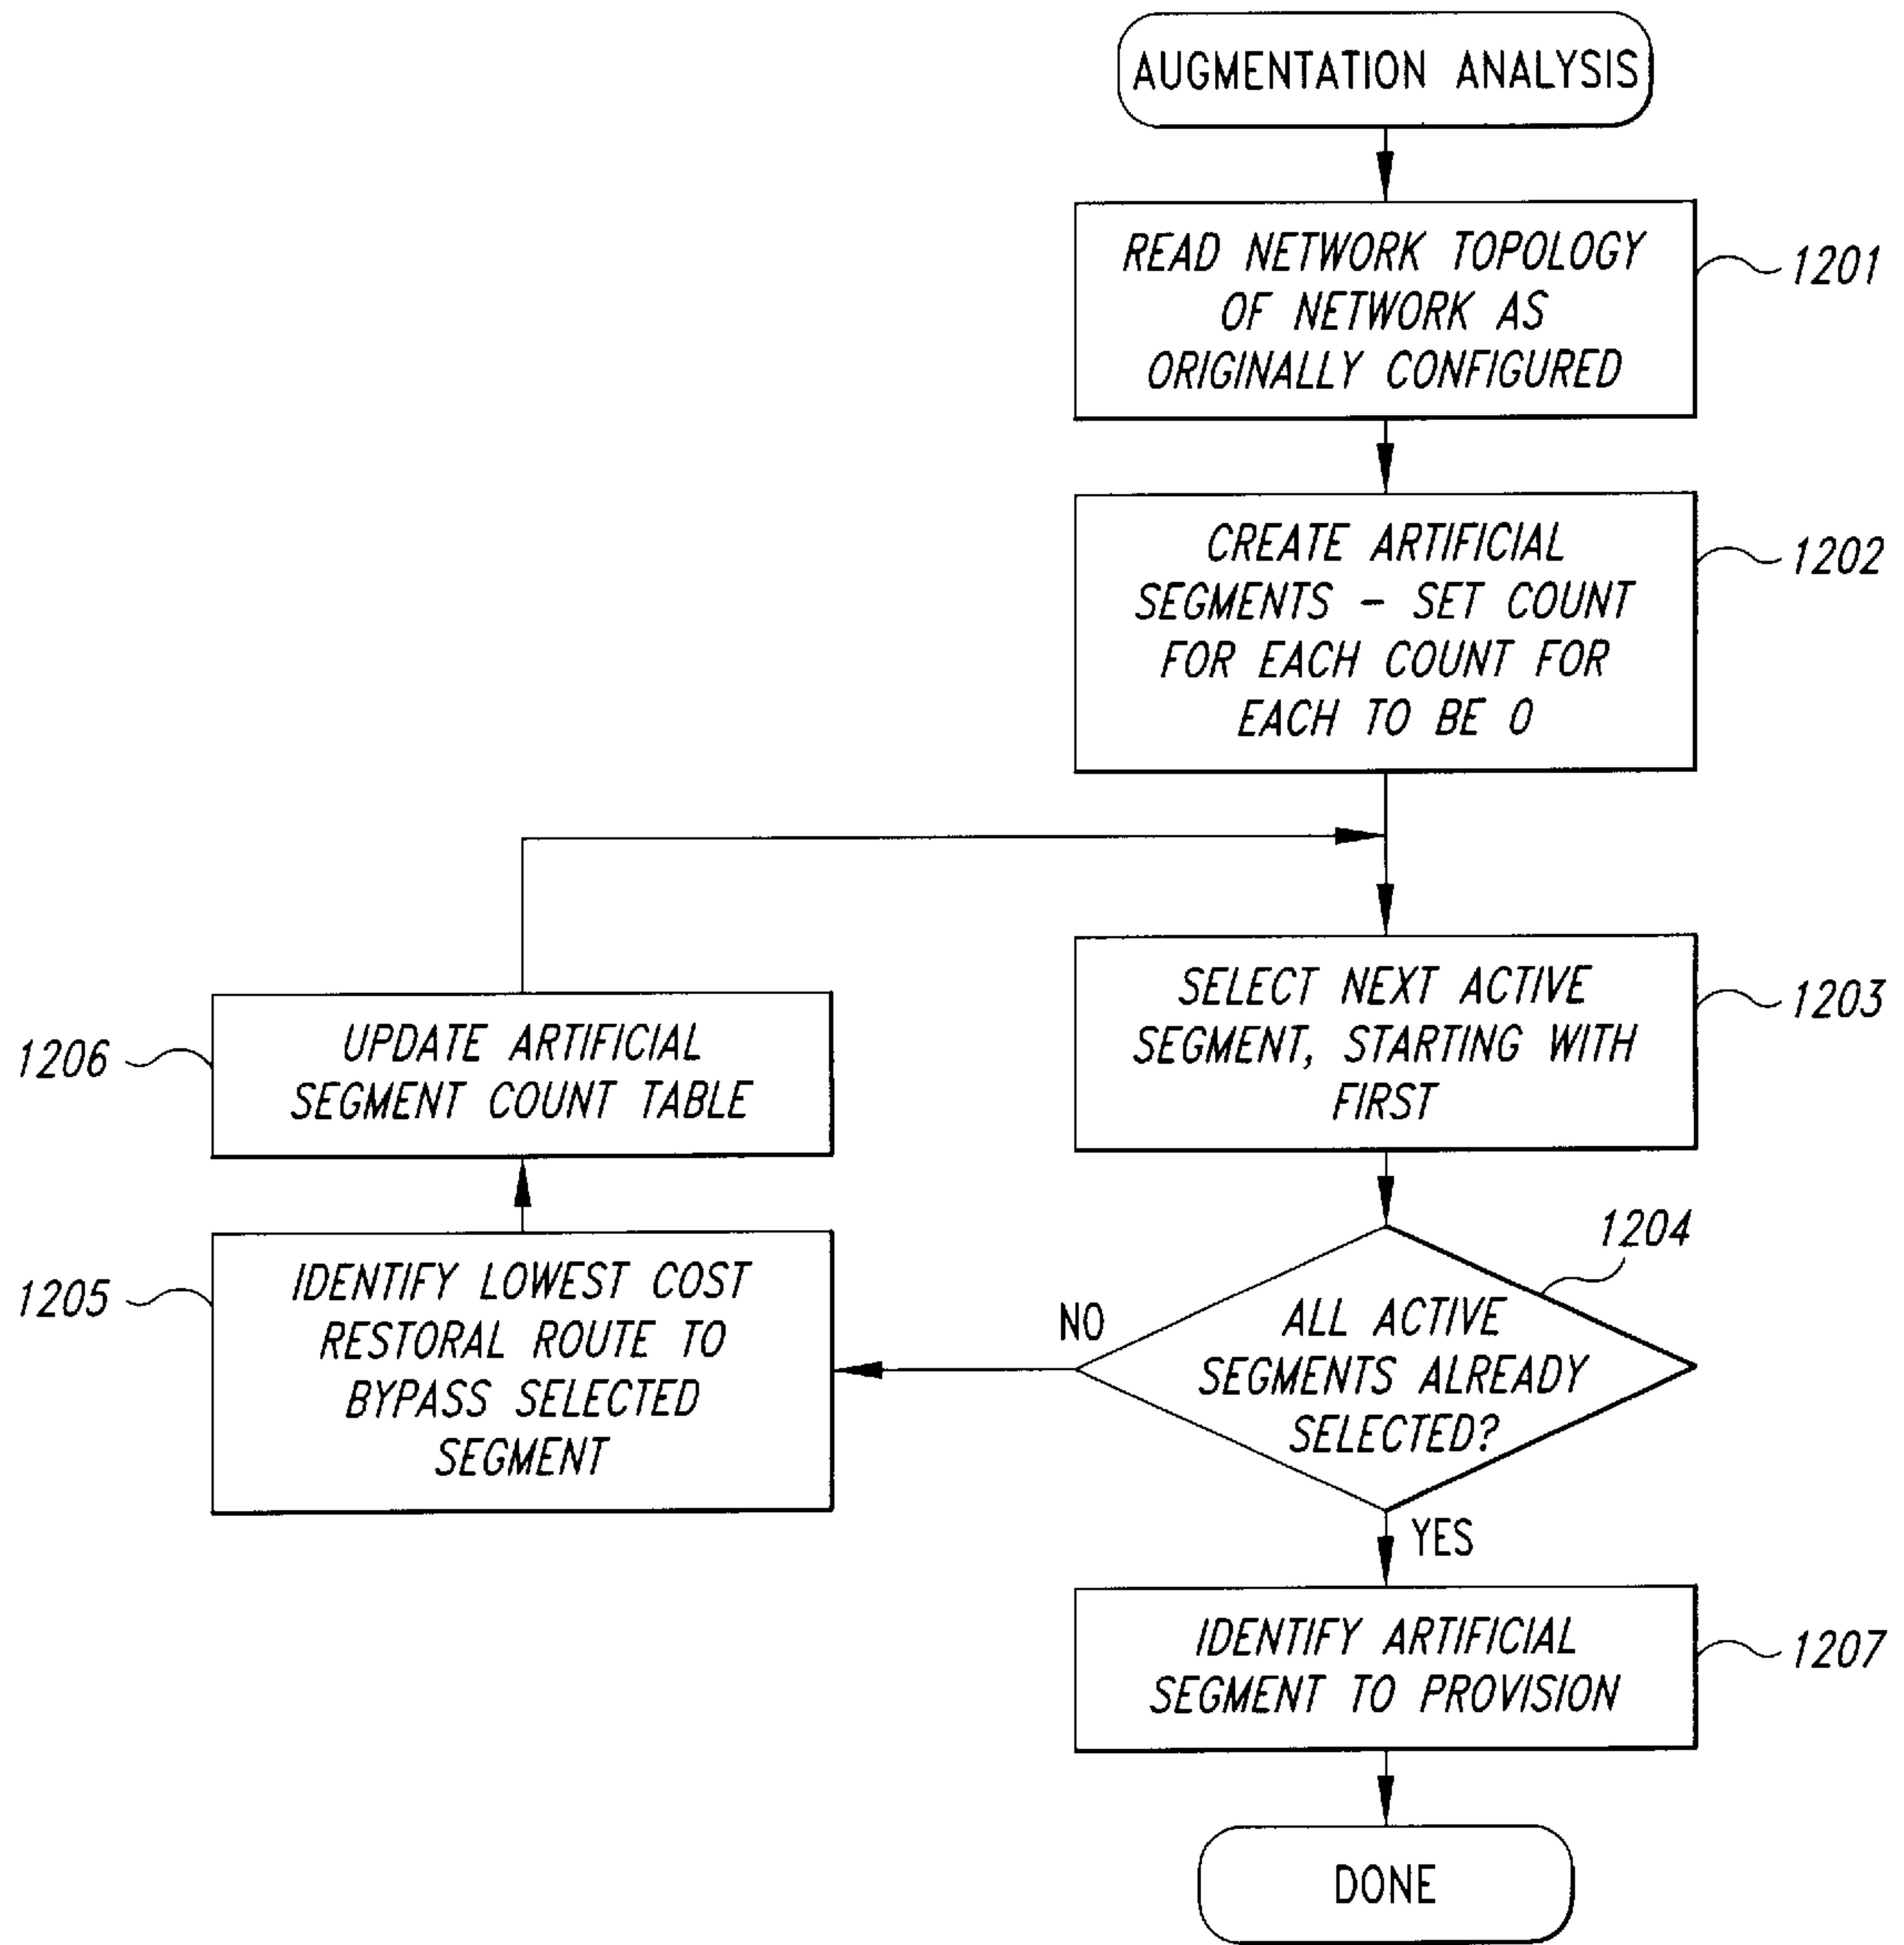 AUGMENTATION ANALYSIS
READ NETWORK TOPOLOGY
OF NETWORK AS
ORIGINALLY CONFIGURED
1201
CREATE ARTIFICIAL
SEGMENTS - SET COUNT
FOR EACH COUNT FOR
EACH TO BE 0
1202
SELECT NEXT ACTIVE
SEGMENT, STARTING WITH
FIRST
1203
1204
ALL ACTIVE
SEGMENTS ALREADY
SELECTED?
NO
1205
IDENTIFY LOWEST COST
RESTORAL ROUTE TO
BYPASS SELECTED
SEGMENT
1206
UPDATE ARTIFICIAL
SEGMENT COUNT TABLE
YES
IDENTIFY ARTIFICIAL
SEGMENT TO PROVISION
1207
DONE